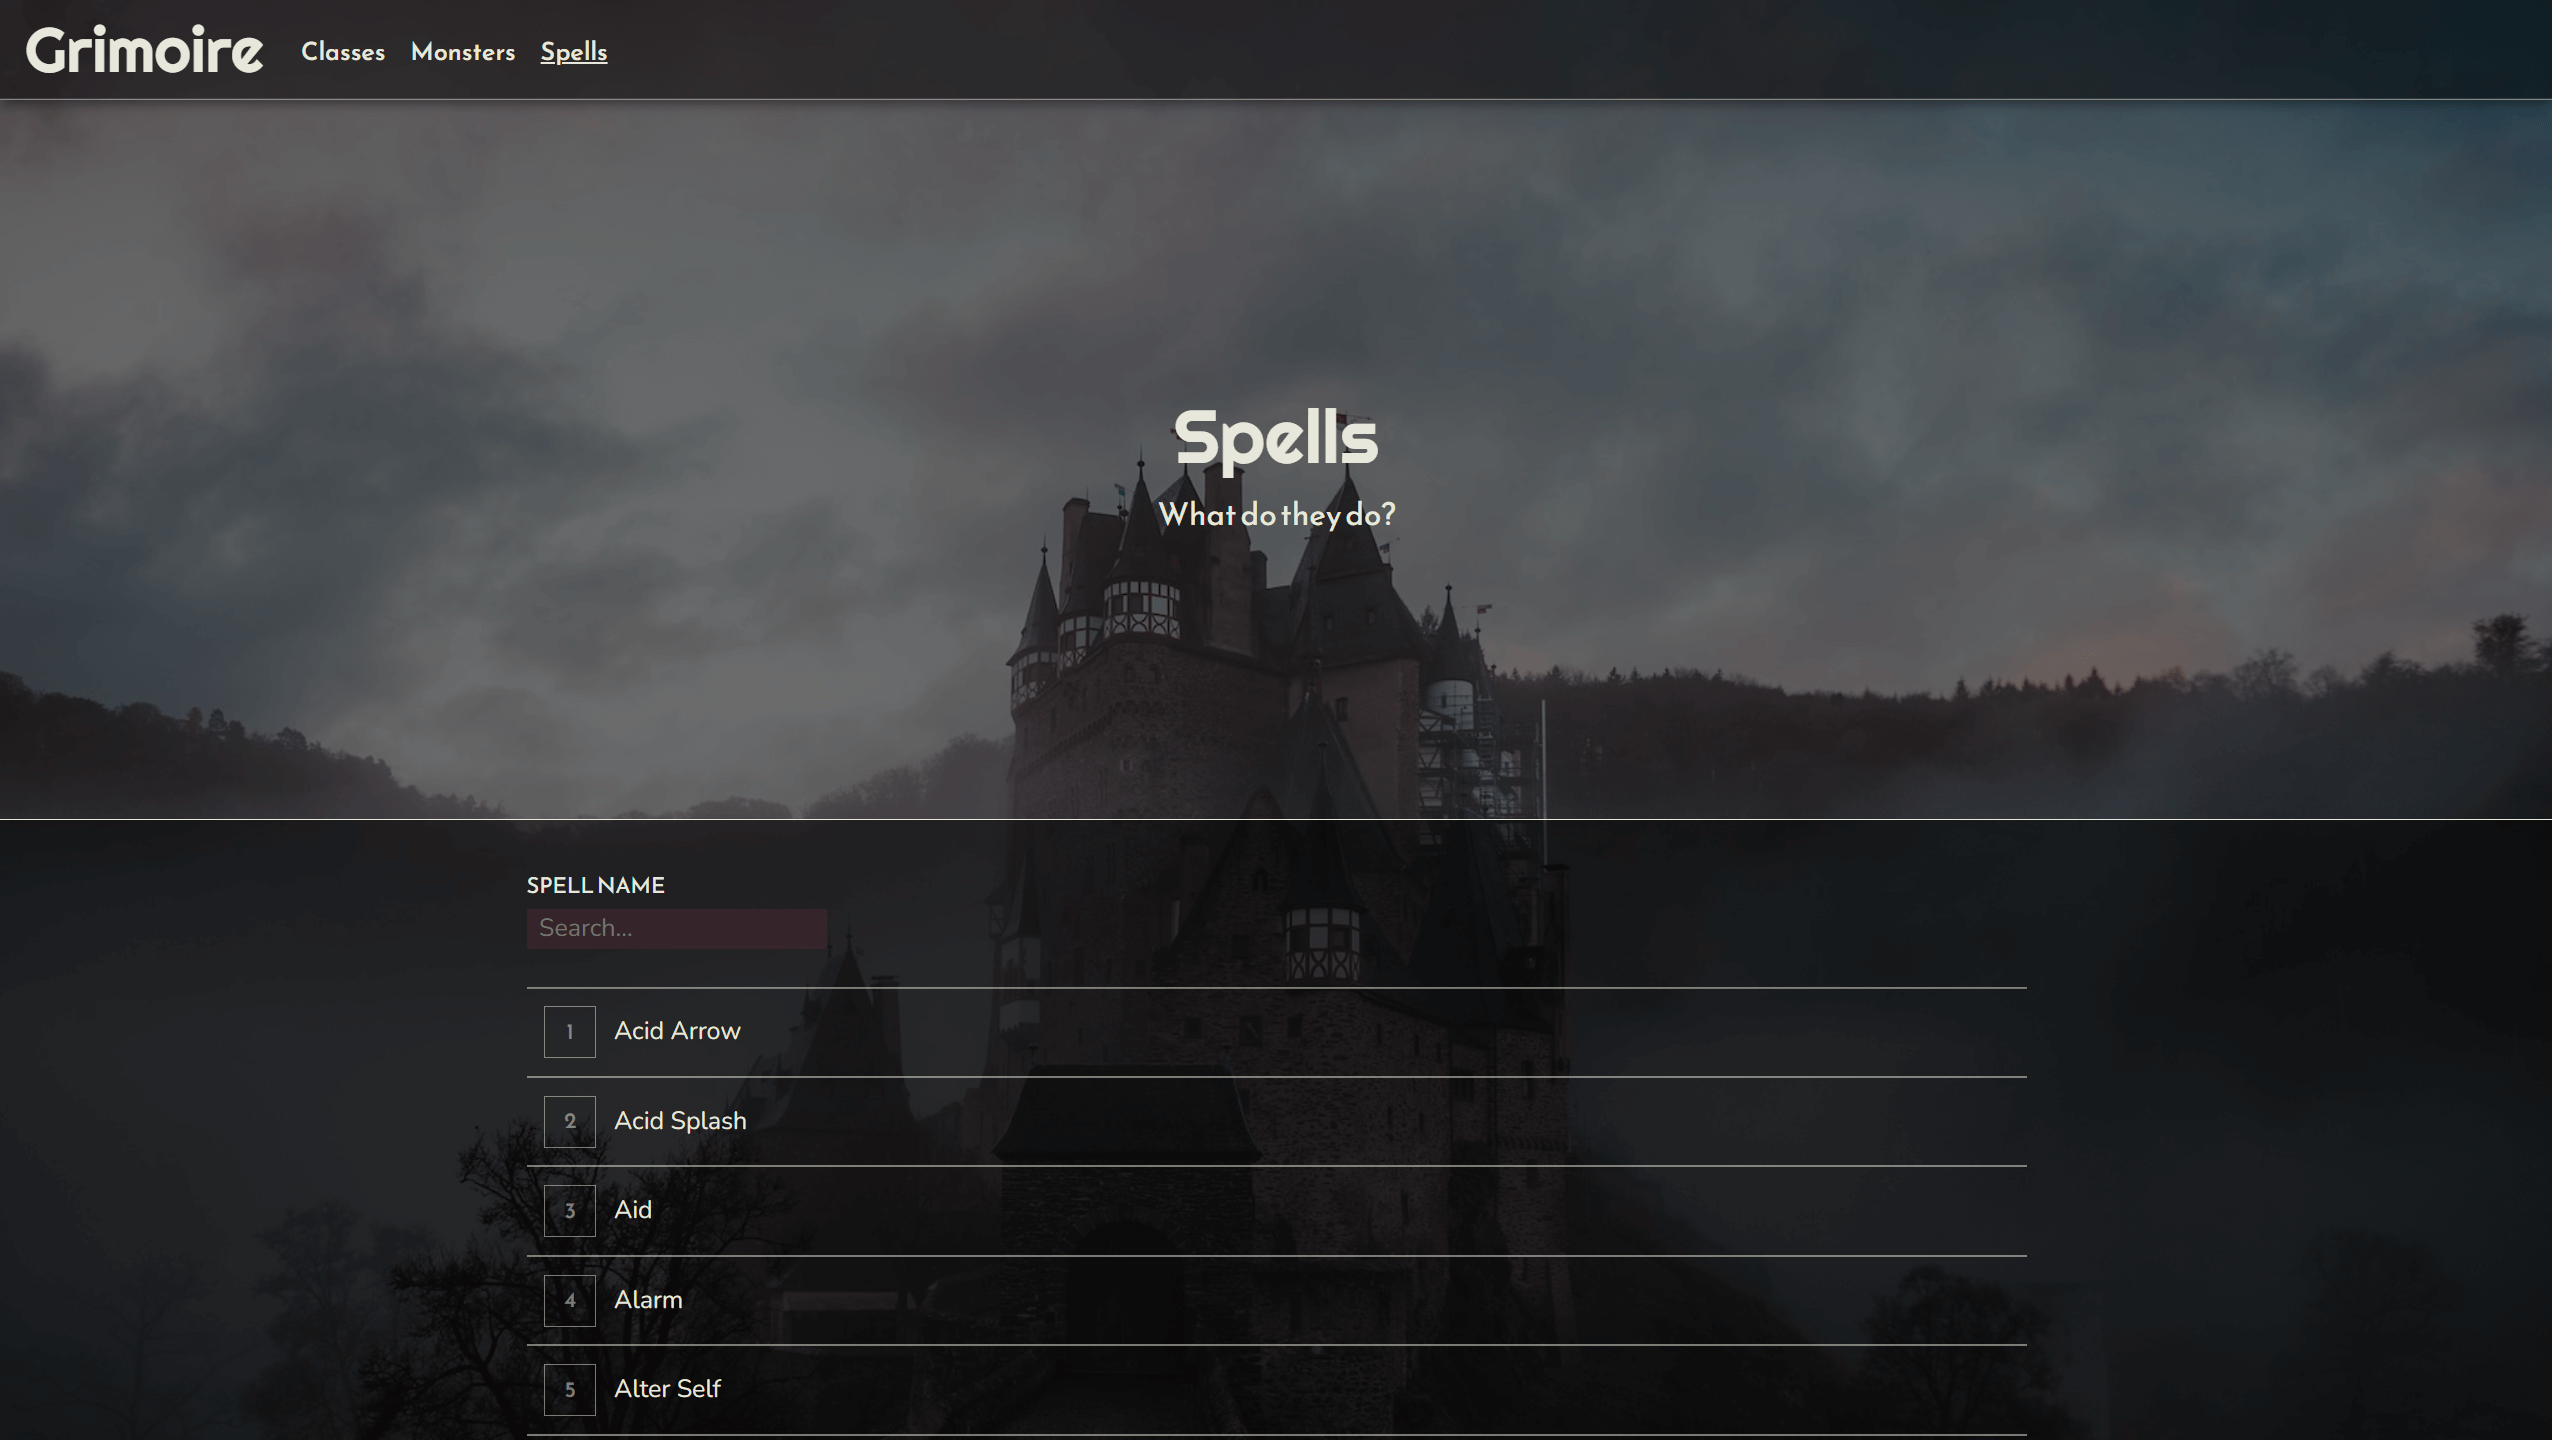 Grimoire Classes Monsters Spells
Spells
What do they do?
SPELL NAME
Search...
1 Acid Arrow
2 Acid Splash
3 Aid
4 Alarm
5 Alter Self